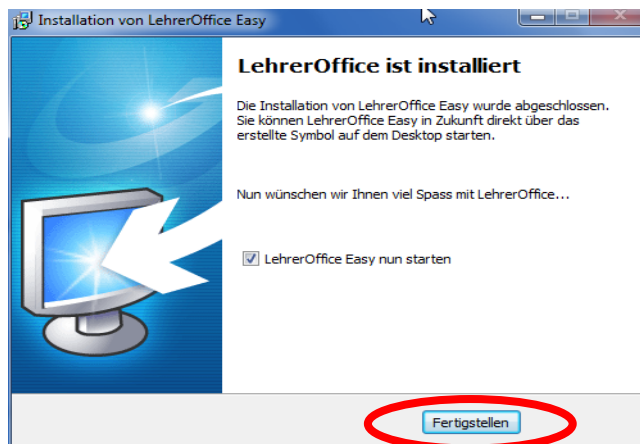 Installation von LehrerOffice Easy
LehrerOffice ist installiert
Die Installation von LehrerOffice Easy wurde abgeschlossen.
Sie können LehrerOffice Easy in Zukunft direkt über das
erstellte Symbol auf dem Desktop starten.
Nun wünschen wir Ihnen viel Spass mit LehrerOffice...
LehrerOffice Easy nun starten
Fertigstellen